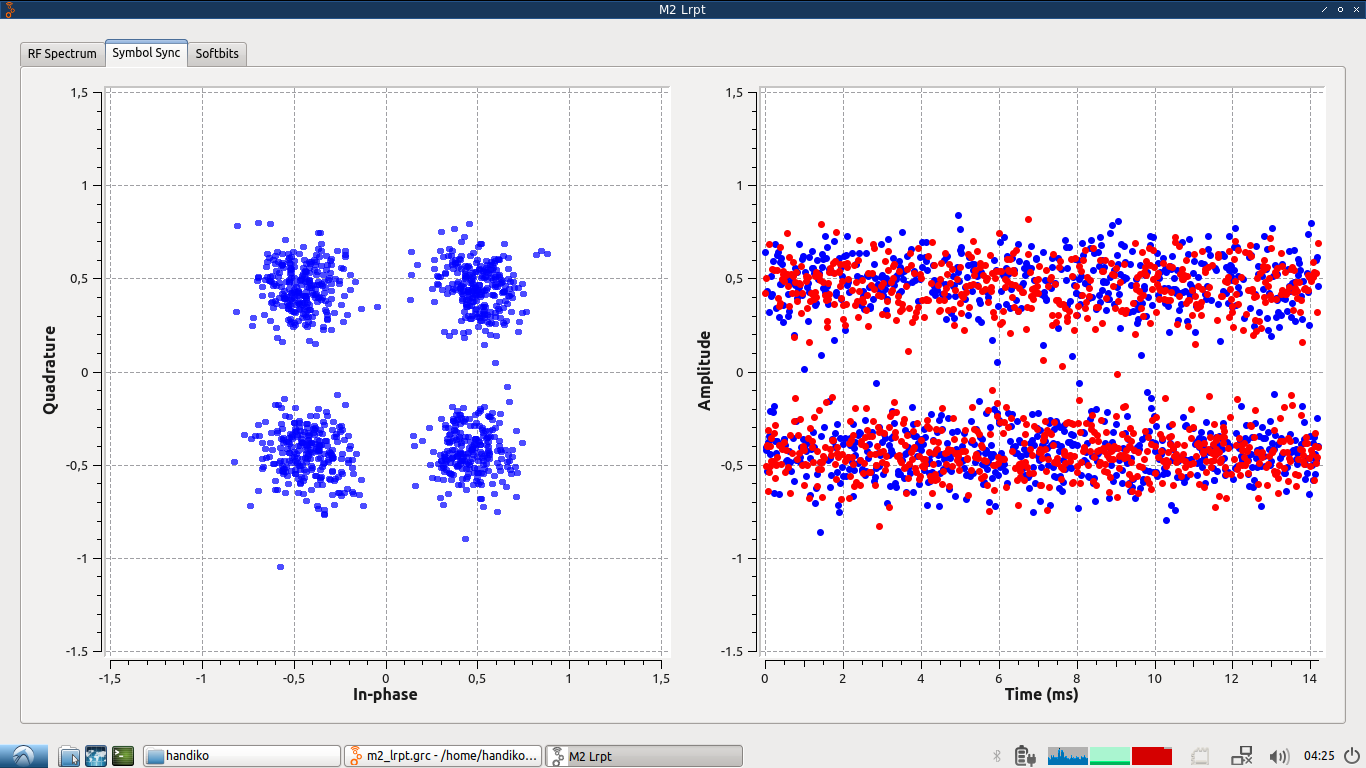 M2 Lrpt
RF Spectrum Symbol Sync Softbits
1,5
1
0,5
0
-0,5
-1
-1.5
Quadrature
-1,5 -1 -0,5 0 0,5 1 1,5
In-phase
1,5
1
0,5
0
-0,5
-1
-1.5
Amplitude
0 2 4 6 8 10 12 14
Time (ms)
handiko m2_lrpt.grc - /home/handiko... M2 Lrpt 04:25